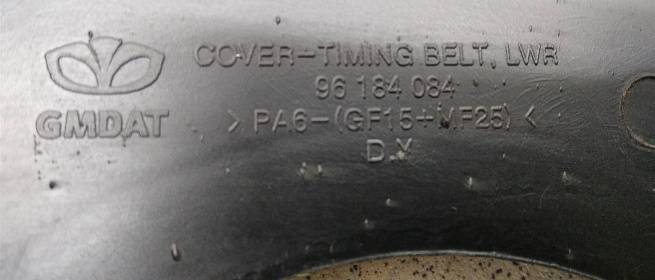 COVER-TIMING BELT, LWR
96 184 084
GMDAT
>PA6-(GF15+MF25)<
D.Y